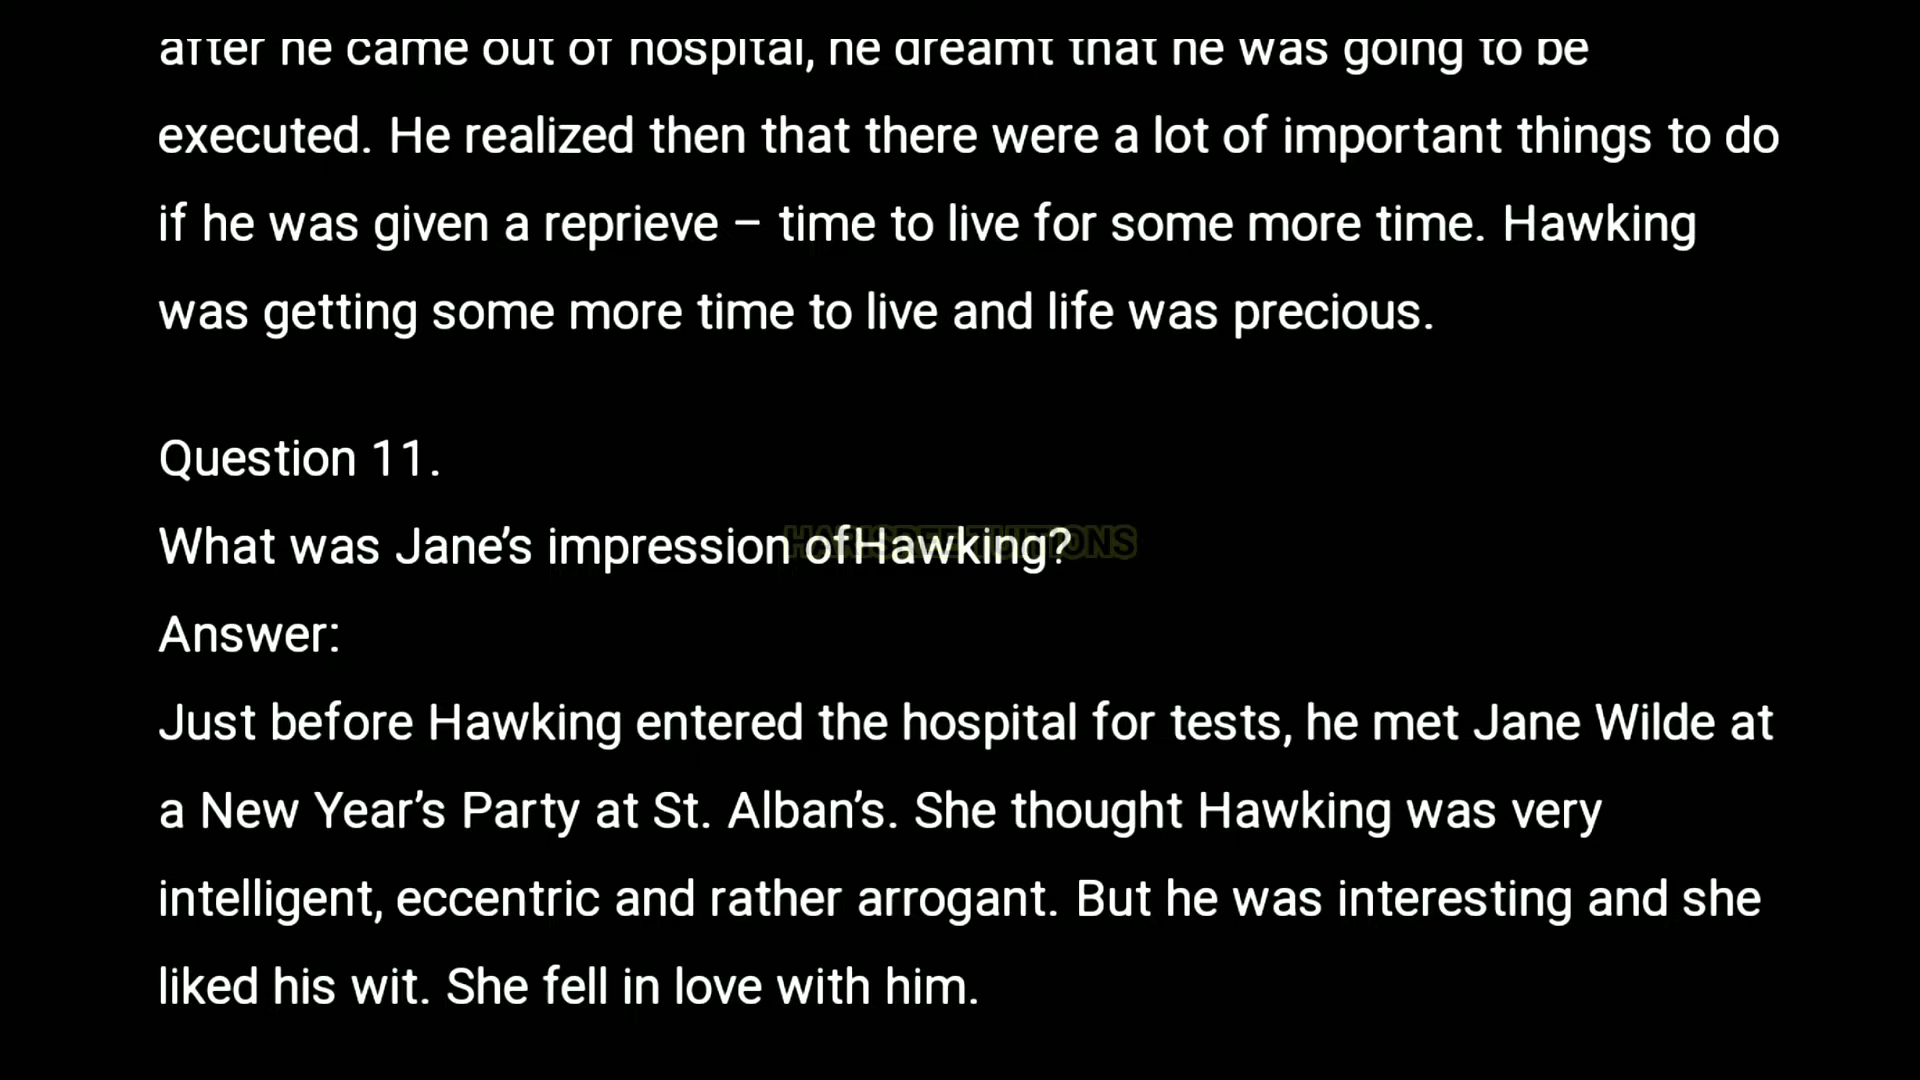 after he came out of hospital, he dreamt that he was going to be
executed. He realized then that there were a lot of important things to do
if he was given a reprieve – time to live for some more time. Hawking
was getting some more time to live and life was precious.
Question 11.
What was Jane’s impression ofHawking?
HARISREE TUITIONS
Answer:
Just before Hawking entered the hospital for tests, he met Jane Wilde at
a New Year’s Party at St. Alban’s. She thought Hawking was very
intelligent, eccentric and rather arrogant. But he was interesting and she
liked his wit. She fell in love with him.